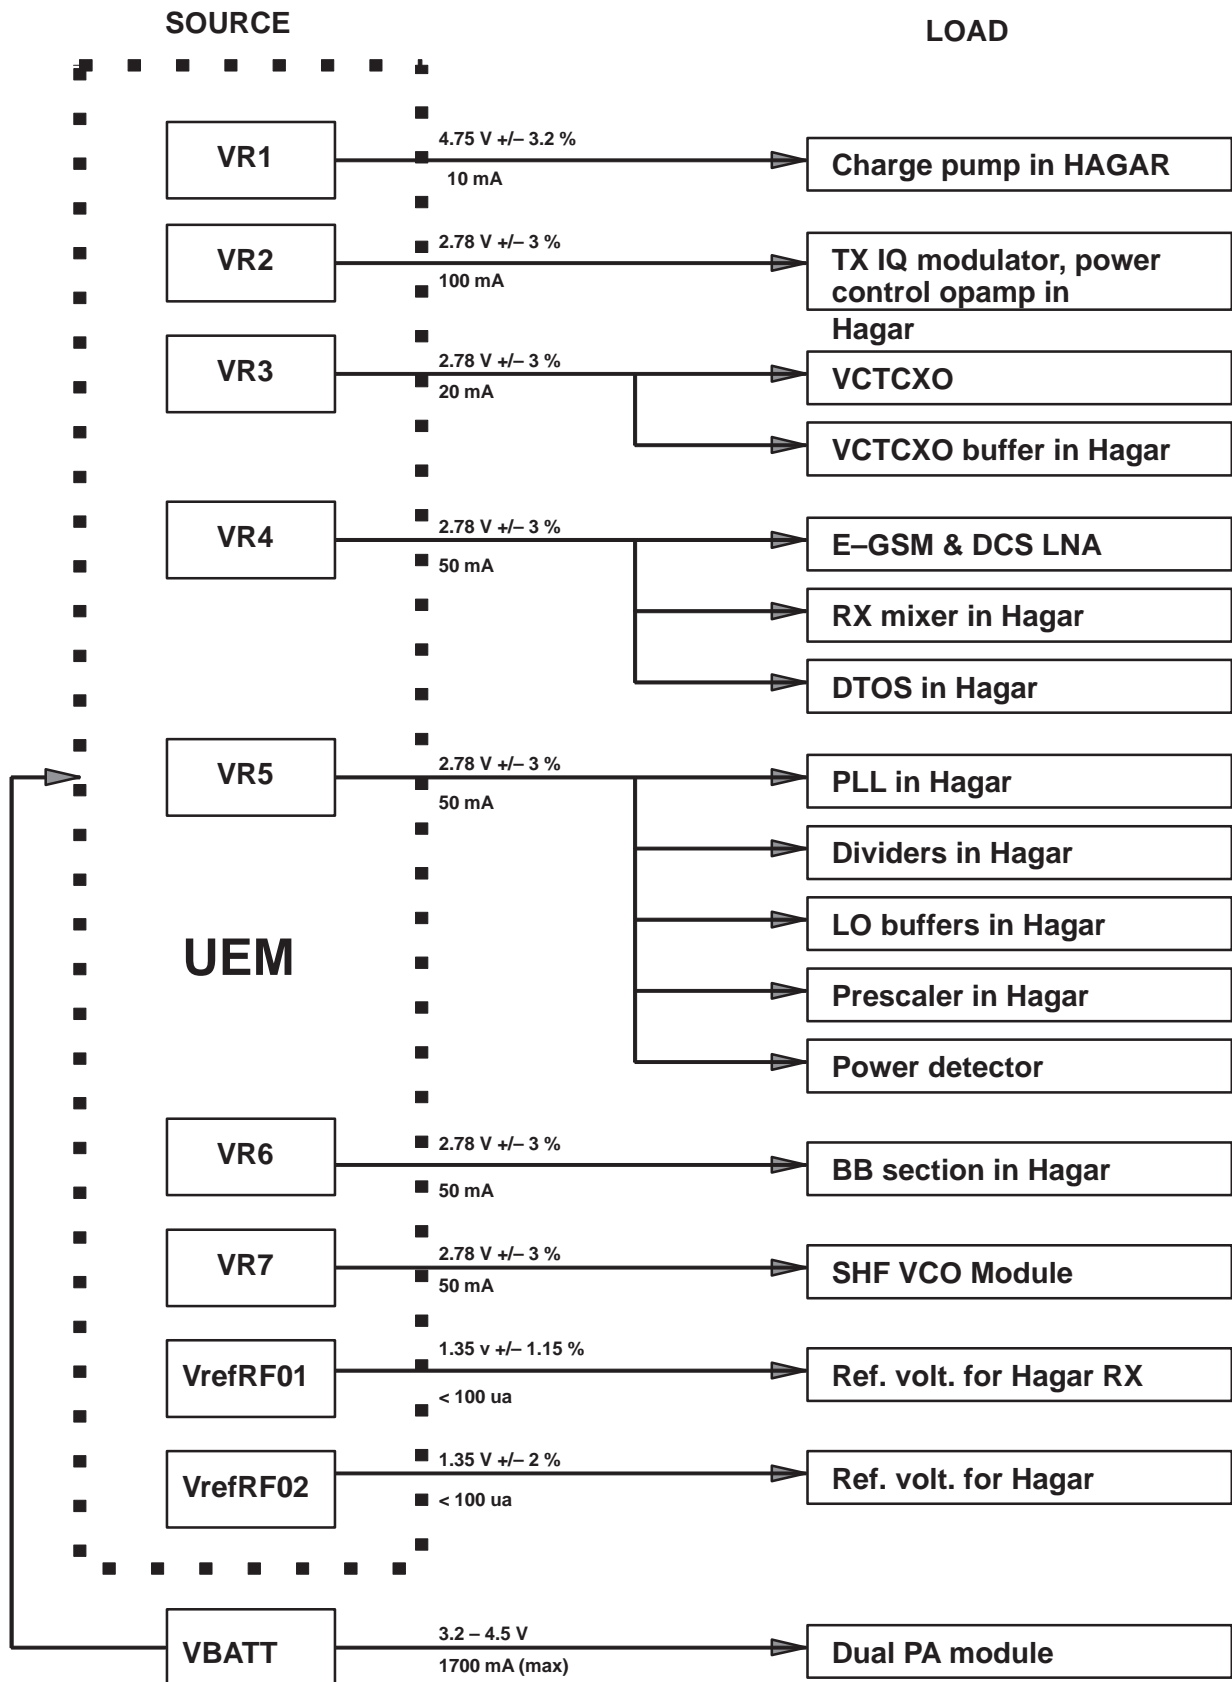 SOURCE
LOAD
VR1
4.75 V +/– 3.2 %
10 mA
Charge pump in HAGAR
VR2
2.78 V +/– 3 %
100 mA
TX IQ modulator, power
control opamp in
Hagar
VR3
2.78 V +/– 3 %
20 mA
VCTCXO
VCTCXO buffer in Hagar
VR4
2.78 V +/– 3 %
50 mA
E–GSM & DCS LNA
RX mixer in Hagar
DTOS in Hagar
VR5
2.78 V +/– 3 %
50 mA
PLL in Hagar
Dividers in Hagar
LO buffers in Hagar
UEM
Prescaler in Hagar
Power detector
VR6
2.78 V +/– 3 %
50 mA
BB section in Hagar
VR7
2.78 V +/– 3 %
50 mA
SHF VCO Module
VrefRF01
1.35 v +/– 1.15 %
< 100 ua
Ref. volt. for Hagar RX
VrefRF02
1.35 V +/– 2 %
< 100 ua
Ref. volt. for Hagar
VBATT
3.2 – 4.5 V
1700 mA (max)
Dual PA module